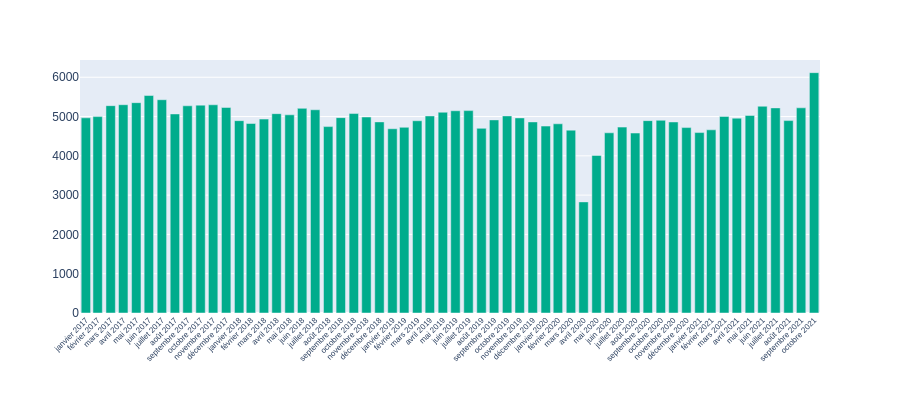 6000
5000
4000
3000
2000
1000
0
janvier 2017
février 2017
mars 2017
avril 2017
mai 2017
juin 2017
juillet 2017
août 2017
septembre 2017
octobre 2017
novembre 2017
décembre 2017
janvier 2018
février 2018
mars 2018
avril 2018
mai 2018
juin 2018
juillet 2018
août 2018
septembre 2018
octobre 2018
novembre 2018
décembre 2018
janvier 2019
février 2019
mars 2019
avril 2019
mai 2019
juin 2019
juillet 2019
août 2019
septembre 2019
octobre 2019
novembre 2019
décembre 2019
janvier 2020
février 2020
mars 2020
avril 2020
mai 2020
juin 2020
juillet 2020
août 2020
septembre 2020
octobre 2020
novembre 2020
décembre 2020
janvier 2021
février 2021
mars 2021
avril 2021
mai 2021
juin 2021
juillet 2021
août 2021
septembre 2021
octobre 2021